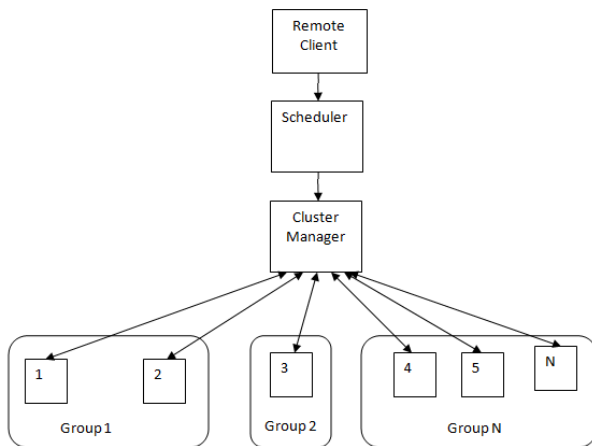 Remote
Client
Scheduler
Cluster
Manager
1
2
3
4
5
N
Group 1
Group 2
Group N